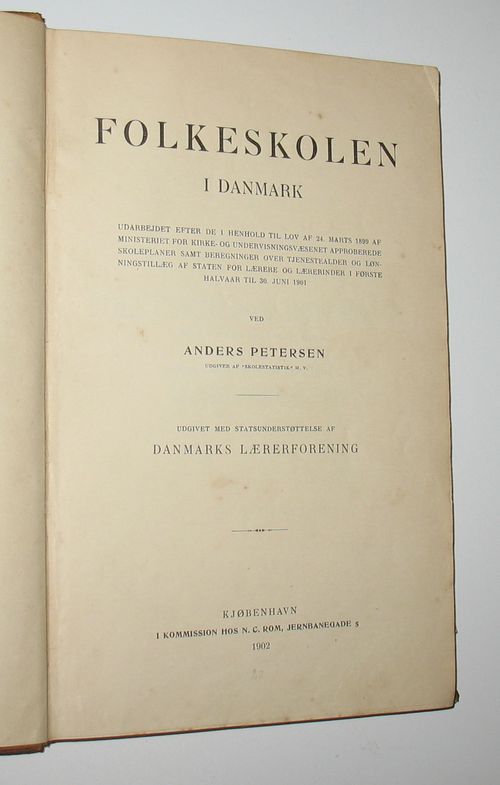 FOLKESKOLEN
I DANMARK
UDARBEJDET EFTER DE I HENHOLD TIL LOV AF 24. MARTS 1899 AF
MINISTERIET FOR KIRKE- OG UNDERVISNINGSVÆSENET APPROBEREDE
SKOLEPLANER SAMT BEREGNINGER OVER TJENESTEALDER OG LØN-
NINGSTILLÆG AF STATEN FOR LÆRERE OG LÆRERINDER I FØRSTE
HALVAAR TIL 30. JUNI 1901
VED
ANDERS PETERSEN
UDGIVER AF "SKOLESTATISTIK" M. V.
UDGIVET MED STATSUNDERSTØTTELSE AF
DANMARKS LÆRERFORENING
KJØBENHAVN
I KOMMISSION HOS N. C. ROM, JERNBANEGADE 5
1902